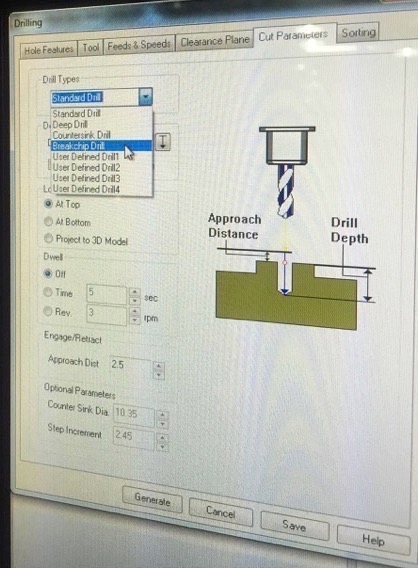 Drilling
Hole Features Tool Feeds & Speeds Clearance Plane Cut Parameters Sorting
Drill Types
Standard Drill
Standard Drill
Deep Drill
Countersink Drill
Breakchip Drill
User Defined Drill1
User Defined Drill2
User Defined Drill3
User Defined Drill4
At Top
At Bottom
Project to 3D Model
Dwell
Off
Time 5 sec
Rev. 3 rpm
Engage/Retract
Approach Dist 2.5
Optional Parameters
Counter Sink Dia. 10.35
Step Increment 2.45
Approach
Distance
Drill
Depth
Generate Cancel Save Help